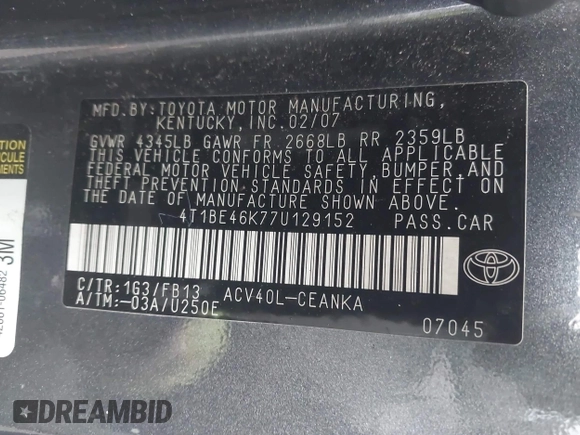 MFD.BY:TOYOTA MOTOR MANUFACTURING,
KENTUCKY, INC.02/07
GVWR 4345LB GAWR FR 2668LB RR 2359LB
THIS VEHICLE CONFORMS TO ALL APPLICABLE
FEDERAL MOTOR VEHICLE SAFETY, BUMPER, AND
THEFT PREVENTION STANDARDS IN EFFECT ON
THE DATE OF MANUFACTURE SHOWN ABOVE.
4T1BE46K77U129152 PASS.CAR
C/TR:1G3/FB13 ACV40L-CEANKA
A/TM:-03A/U250E
07045
3M
DREAMBID